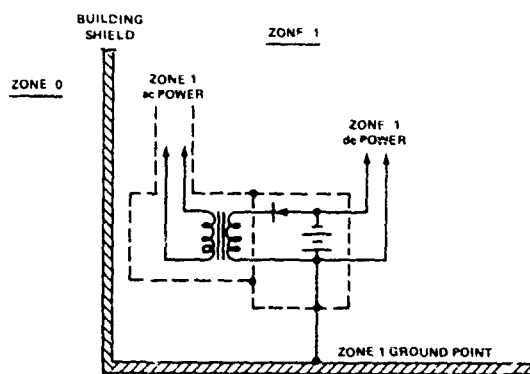 BUILDING
SHIELD
ZONE 1
ZONE 0
ZONE 1
ac POWER
ZONE 1
dc POWER
ZONE 1 GROUND POINT